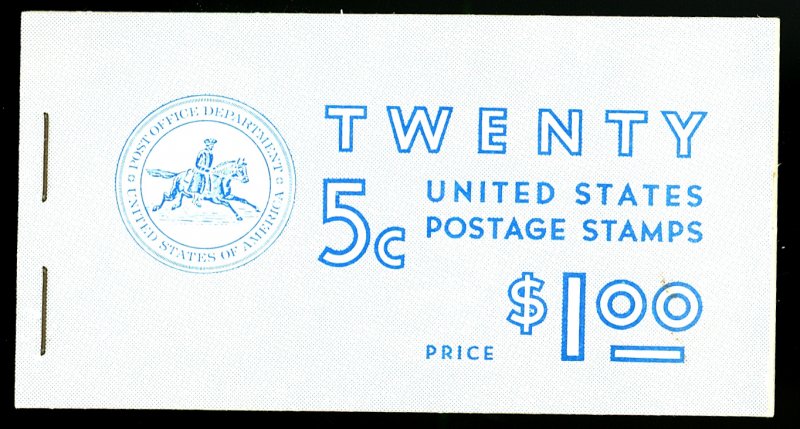 POST OFFICE DEPARTMENT
UNITED STATES OF AMERICA
TWENTY
5c
UNITED STATES
POSTAGE STAMPS
PRICE $1.00